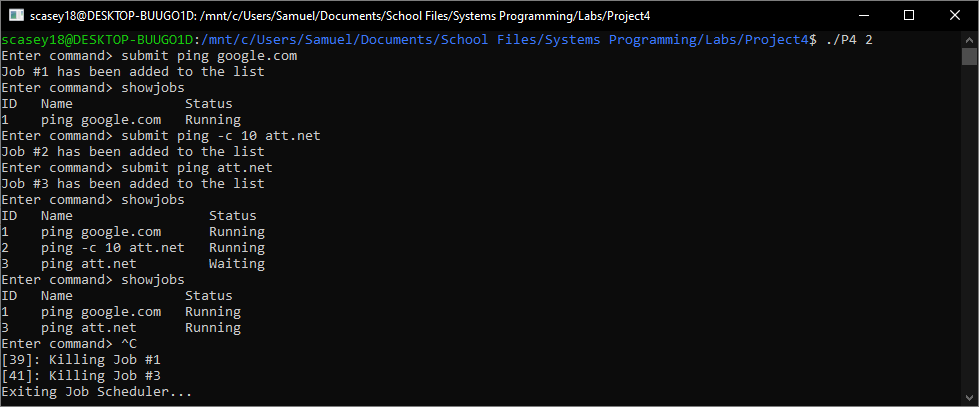 scasey18@DESKTOP-BUUGO1D: /mnt/c/Users/Samuel/Documents/School Files/Systems Programming/Labs/Project4
scasey18@DESKTOP-BUUGO1D:/mnt/c/Users/Samuel/Documents/School Files/Systems Programming/Labs/Project4$ ./P4 2
Enter command> submit ping google.com
Job #1 has been added to the list
Enter command> showjobs
ID   Name              Status
1    ping google.com   Running
Enter command> submit ping -c 10 att.net
Job #2 has been added to the list
Enter command> submit ping att.net
Job #3 has been added to the list
Enter command> showjobs
ID   Name                 Status
1    ping google.com      Running
2    ping -c 10 att.net   Running
3    ping att.net         Waiting
Enter command> showjobs
ID   Name              Status
1    ping google.com   Running
3    ping att.net      Running
Enter command> ^C
[39]: Killing Job #1
[41]: Killing Job #3
Exiting Job Scheduler...